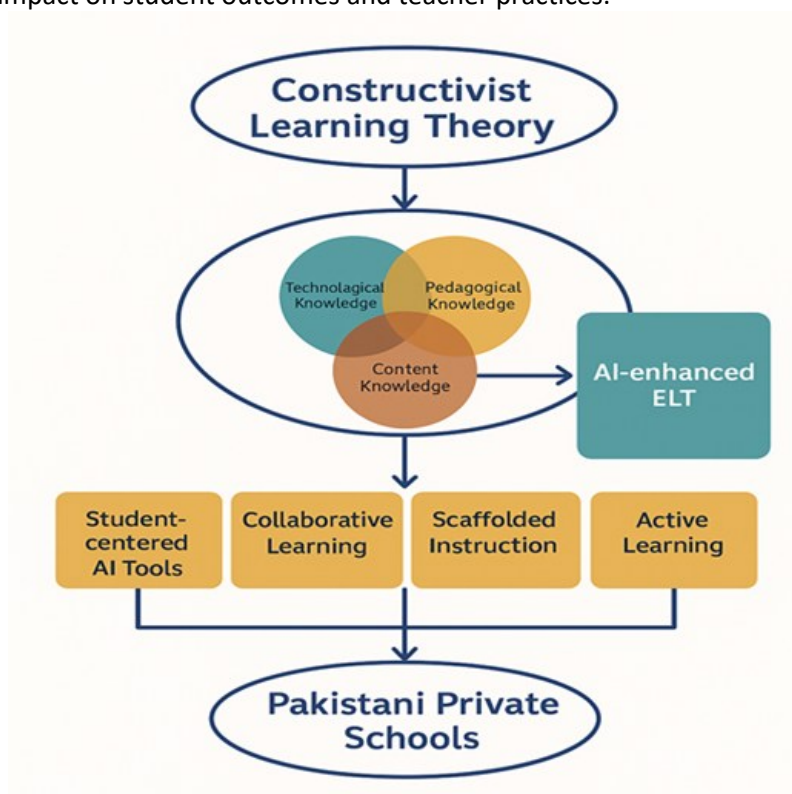 impact on student outcomes and teacher practices.
Constructivist
Learning Theory
Technolagical
Knowledge
Pedagogical
Knowledge
Content
Knowledge
AI-enhanced
ELT
Student-
centered
AI Tools
Collaborative
Learning
Scaffolded
Instruction
Active
Learning
Pakistani Private
Schools